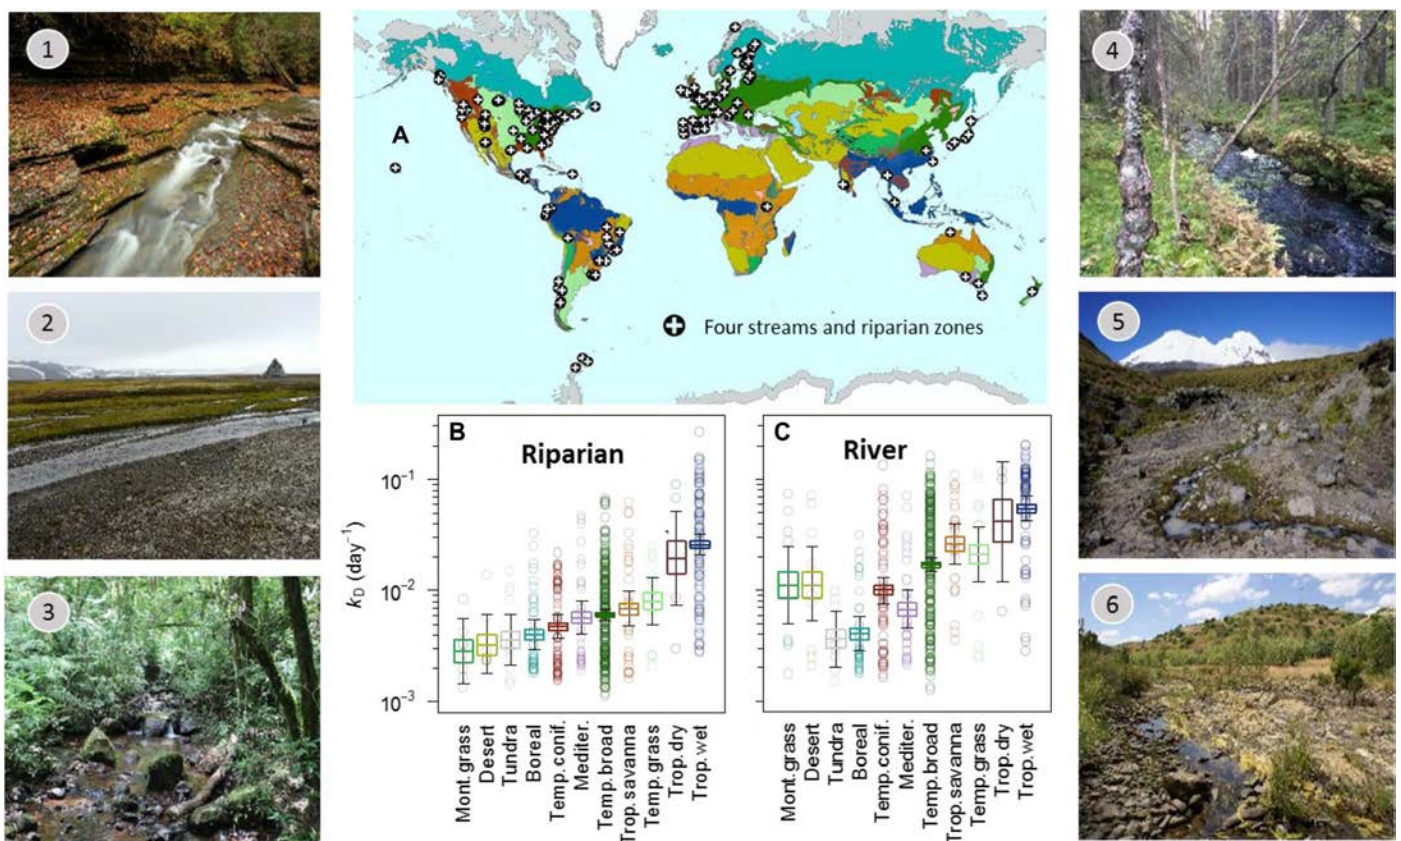 1
2
3
A
Four streams and riparian zones
4
5
6
B
Riparian
C
River
k_D (day⁻¹)
10⁻¹
10⁻²
10⁻³
Mont.grass
Desert
Tundra
Boreal
Temp.conif.
Mediter.
Temp.broad
Trop.savanna
Temp.grass
Trop.dry
Trop.wet
Mont.grass
Desert
Tundra
Boreal
Temp.conif.
Mediter.
Temp.broad
Trop.savanna
Temp.grass
Trop.dry
Trop.wet